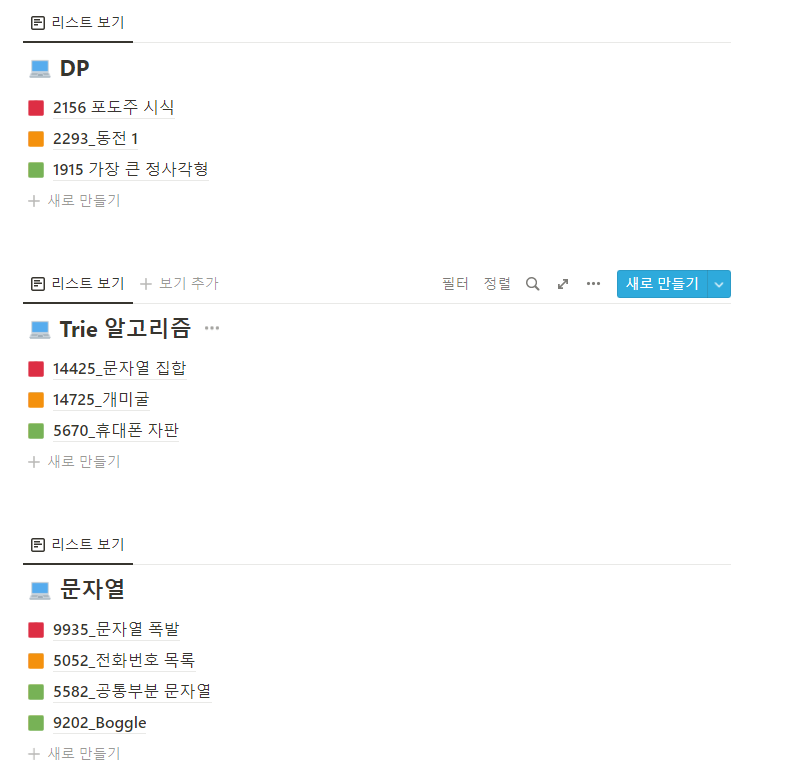 리스트 보기
DP
2156 포도주 시식
2293_동전 1
1915 가장 큰 정사각형
+ 새로 만들기
리스트 보기 + 보기 추가 필터 정렬 ··· 새로 만들기
Trie 알고리즘 ···
14425_문자열 집합
14725_개미굴
5670_휴대폰 자판
+ 새로 만들기
리스트 보기
문자열
9935_문자열 폭발
5052_전화번호 목록
5582_공통부분 문자열
9202_Boggle
+ 새로 만들기